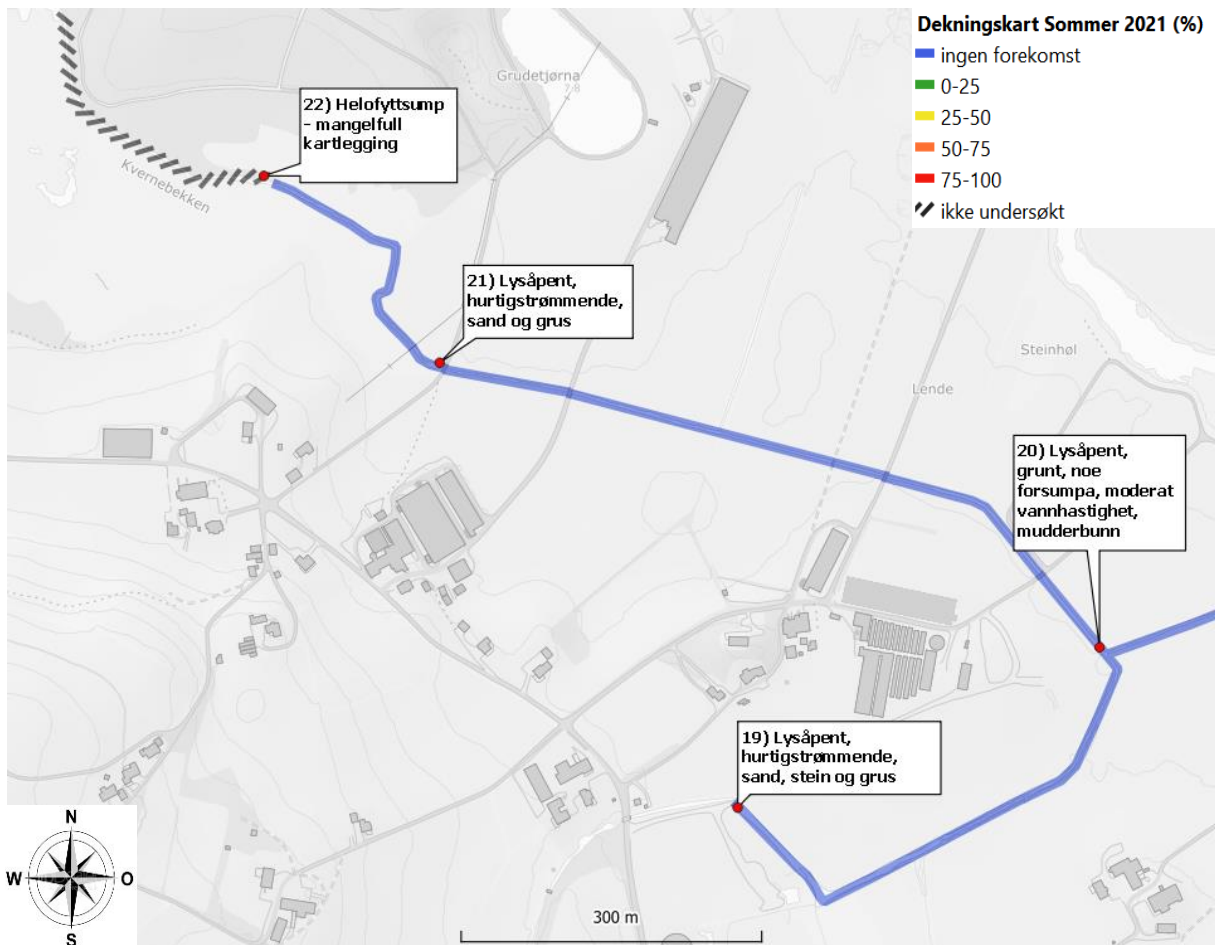 Dekningskart Sommer 2021 (%)
ingen forekomst
0-25
25-50
50-75
75-100
ikke undersøkt
Grudetjørna
7.8
22) Helofyttsump
- mangelfull
kartlegging
Kvernebekken
21) Lysåpent,
hurtigstrømmende,
sand og grus
Steinhøl
Lende
20) Lysåpent,
grunt, noe
forsumpa, moderat
vannhastighet,
mudderbunn
19) Lysåpent,
hurtigstrømmende,
sand, stein og grus
N
W
O
S
300 m